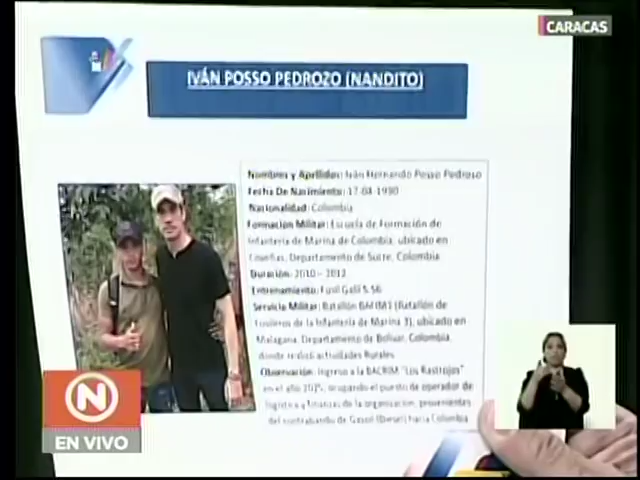 CARACAS
IVÁN POSSO PEDROZO (NANDITO)
Nombres y Apellidos: Iván Hernando Posso Pedroso
Fecha De Nacimiento: 17-04-1990
Nacionalidad: Colombia
Formacion Militar: Escuela de Formación de
Infantería de Marina de Colombia, ubicado en
Coveñas, Departamento de Sucre, Colombia
Duración: 2010 – 2012
Entrenamiento: Fusil Galil 5.56
Servicio Militar: Batallón BAFIM3 (Batallón de
Fusileros de la Infantería de Marina 3), ubicado en
Malagana, Departamento de Bolívar, Colombia,
donde realizó actividades Rurales.
Observación: Ingreso a la BACRIM "Los Rastrojos"
en el año ocupando el puesto de operador de
logístico y finanzas de la organización, provenientes
del contrabando de Gasoil (Diesel) hacia Colombia
N
EN VIVO